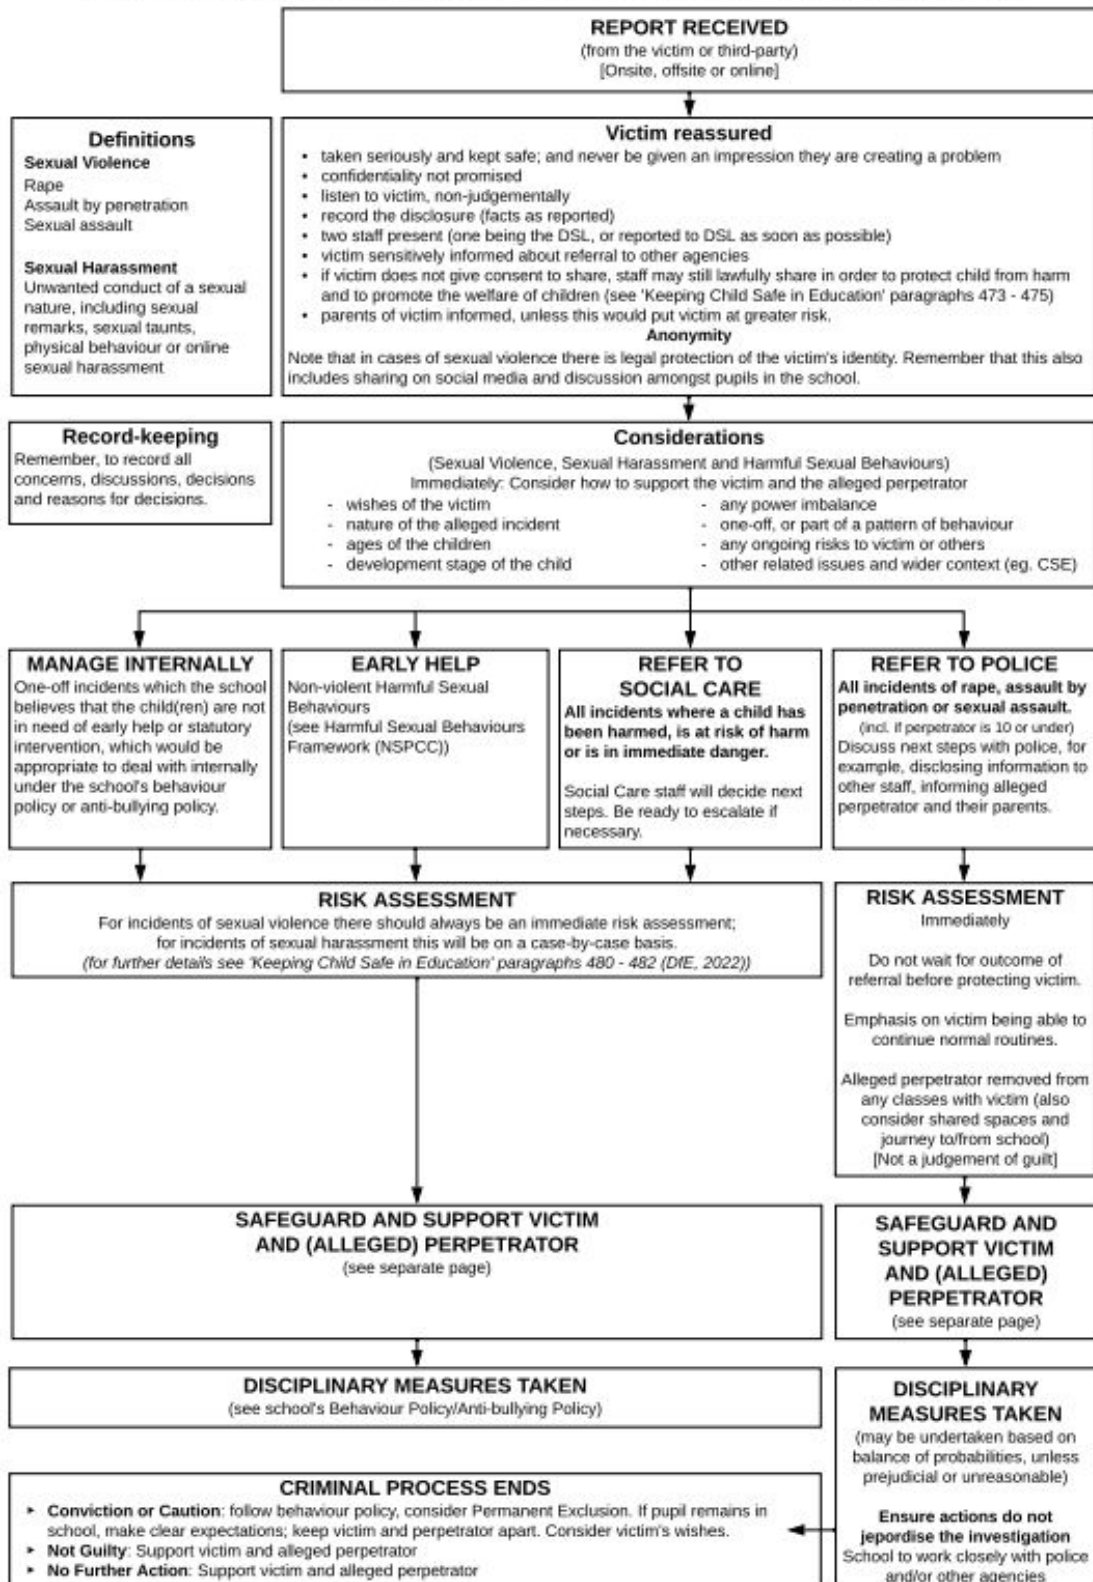 REPORT RECEIVED
(from the victim or third-party)
[Onsite, offsite or online]
Definitions
Sexual Violence
Rape
Assault by penetration
Sexual assault
Sexual Harassment
Unwanted conduct of a sexual
nature, including sexual
remarks, sexual taunts,
physical behaviour or online
sexual harassment
Victim reassured
• taken seriously and kept safe; and never be given an impression they are creating a problem
• confidentiality not promised
• listen to victim, non-judgementally
• record the disclosure (facts as reported)
• two staff present (one being the DSL, or reported to DSL as soon as possible)
• victim sensitively informed about referral to other agencies
• if victim does not give consent to share, staff may still lawfully share in order to protect child from harm
and to promote the welfare of children (see 'Keeping Child Safe in Education' paragraphs 473 - 475)
• parents of victim informed, unless this would put victim at greater risk.
Anonymity
Note that in cases of sexual violence there is legal protection of the victim's identity. Remember that this also
includes sharing on social media and discussion amongst pupils in the school.
Record-keeping
Remember, to record all
concerns, discussions, decisions
and reasons for decisions.
Considerations
(Sexual Violence, Sexual Harassment and Harmful Sexual Behaviours)
Immediately: Consider how to support the victim and the alleged perpetrator
- wishes of the victim
- nature of the alleged incident
- ages of the children
- development stage of the child
- any power imbalance
- one-off, or part of a pattern of behaviour
- any ongoing risks to victim or others
- other related issues and wider context (eg. CSE)
MANAGE INTERNALLY
One-off incidents which the school
believes that the child(ren) are not
in need of early help or statutory
intervention, which would be
appropriate to deal with internally
under the school's behaviour
policy or anti-bullying policy.
EARLY HELP
Non-violent Harmful Sexual
Behaviours
(see Harmful Sexual Behaviours
Framework (NSPCC))
REFER TO
SOCIAL CARE
All incidents where a child has
been harmed, is at risk of harm
or is in immediate danger.
Social Care staff will decide next
steps. Be ready to escalate if
necessary.
REFER TO POLICE
All incidents of rape, assault by
penetration or sexual assault.
(incl. if perpetrator is 10 or under)
Discuss next steps with police, for
example, disclosing information to
other staff, informing alleged
perpetrator and their parents.
RISK ASSESSMENT
For incidents of sexual violence there should always be an immediate risk assessment;
for incidents of sexual harassment this will be on a case-by-case basis.
(for further details see 'Keeping Child Safe in Education' paragraphs 480 - 482 (DfE, 2022))
RISK ASSESSMENT
Immediately
Do not wait for outcome of
referral before protecting victim.
Emphasis on victim being able to
continue normal routines.
Alleged perpetrator removed from
any classes with victim (also
consider shared spaces and
journey to/from school)
[Not a judgement of guilt]
SAFEGUARD AND SUPPORT VICTIM
AND (ALLEGED) PERPETRATOR
(see separate page)
SAFEGUARD AND
SUPPORT VICTIM
AND (ALLEGED)
PERPETRATOR
(see separate page)
DISCIPLINARY MEASURES TAKEN
(see school's Behaviour Policy/Anti-bullying Policy)
DISCIPLINARY
MEASURES TAKEN
(may be undertaken based on
balance of probabilities, unless
prejudicial or unreasonable)
Ensure actions do not
jepordise the investigation
School to work closely with police
and/or other agencies
CRIMINAL PROCESS ENDS
► Conviction or Caution: follow behaviour policy, consider Permanent Exclusion. If pupil remains in
school, make clear expectations; keep victim and perpetrator apart. Consider victim's wishes.
► Not Guilty: Support victim and alleged perpetrator
► No Further Action: Support victim and alleged perpetrator